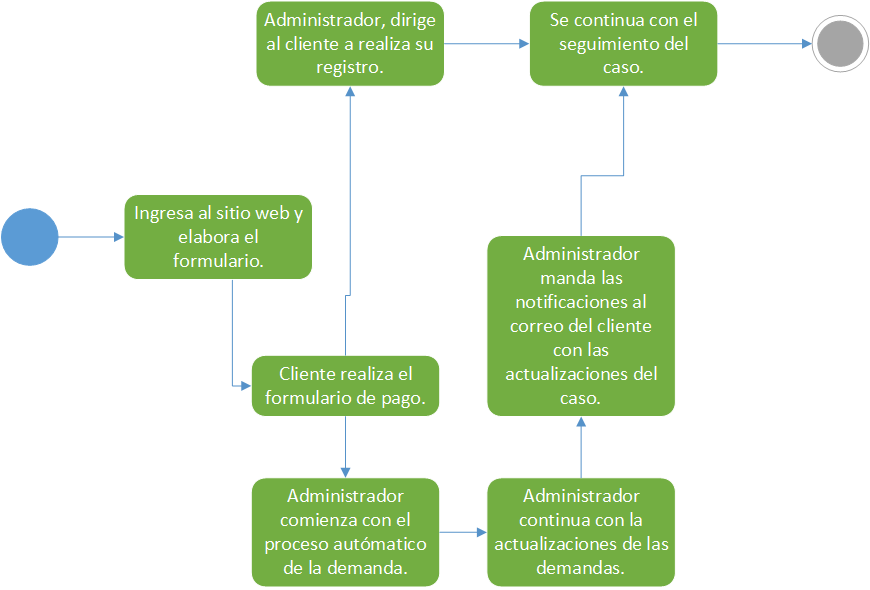 Administrador, dirige
al cliente a realiza su
registro.
Se continua con el
seguimiento del
caso.
Ingresa al sitio web y
elabora el
formulario.
Administrador
manda las
notificaciones al
correo del cliente
con las
actualizaciones del
caso.
Cliente realiza el
formulario de pago.
Administrador
comienza con el
proceso autómatico
de la demanda.
Administrador
continua con la
actualizaciones de las
demandas.